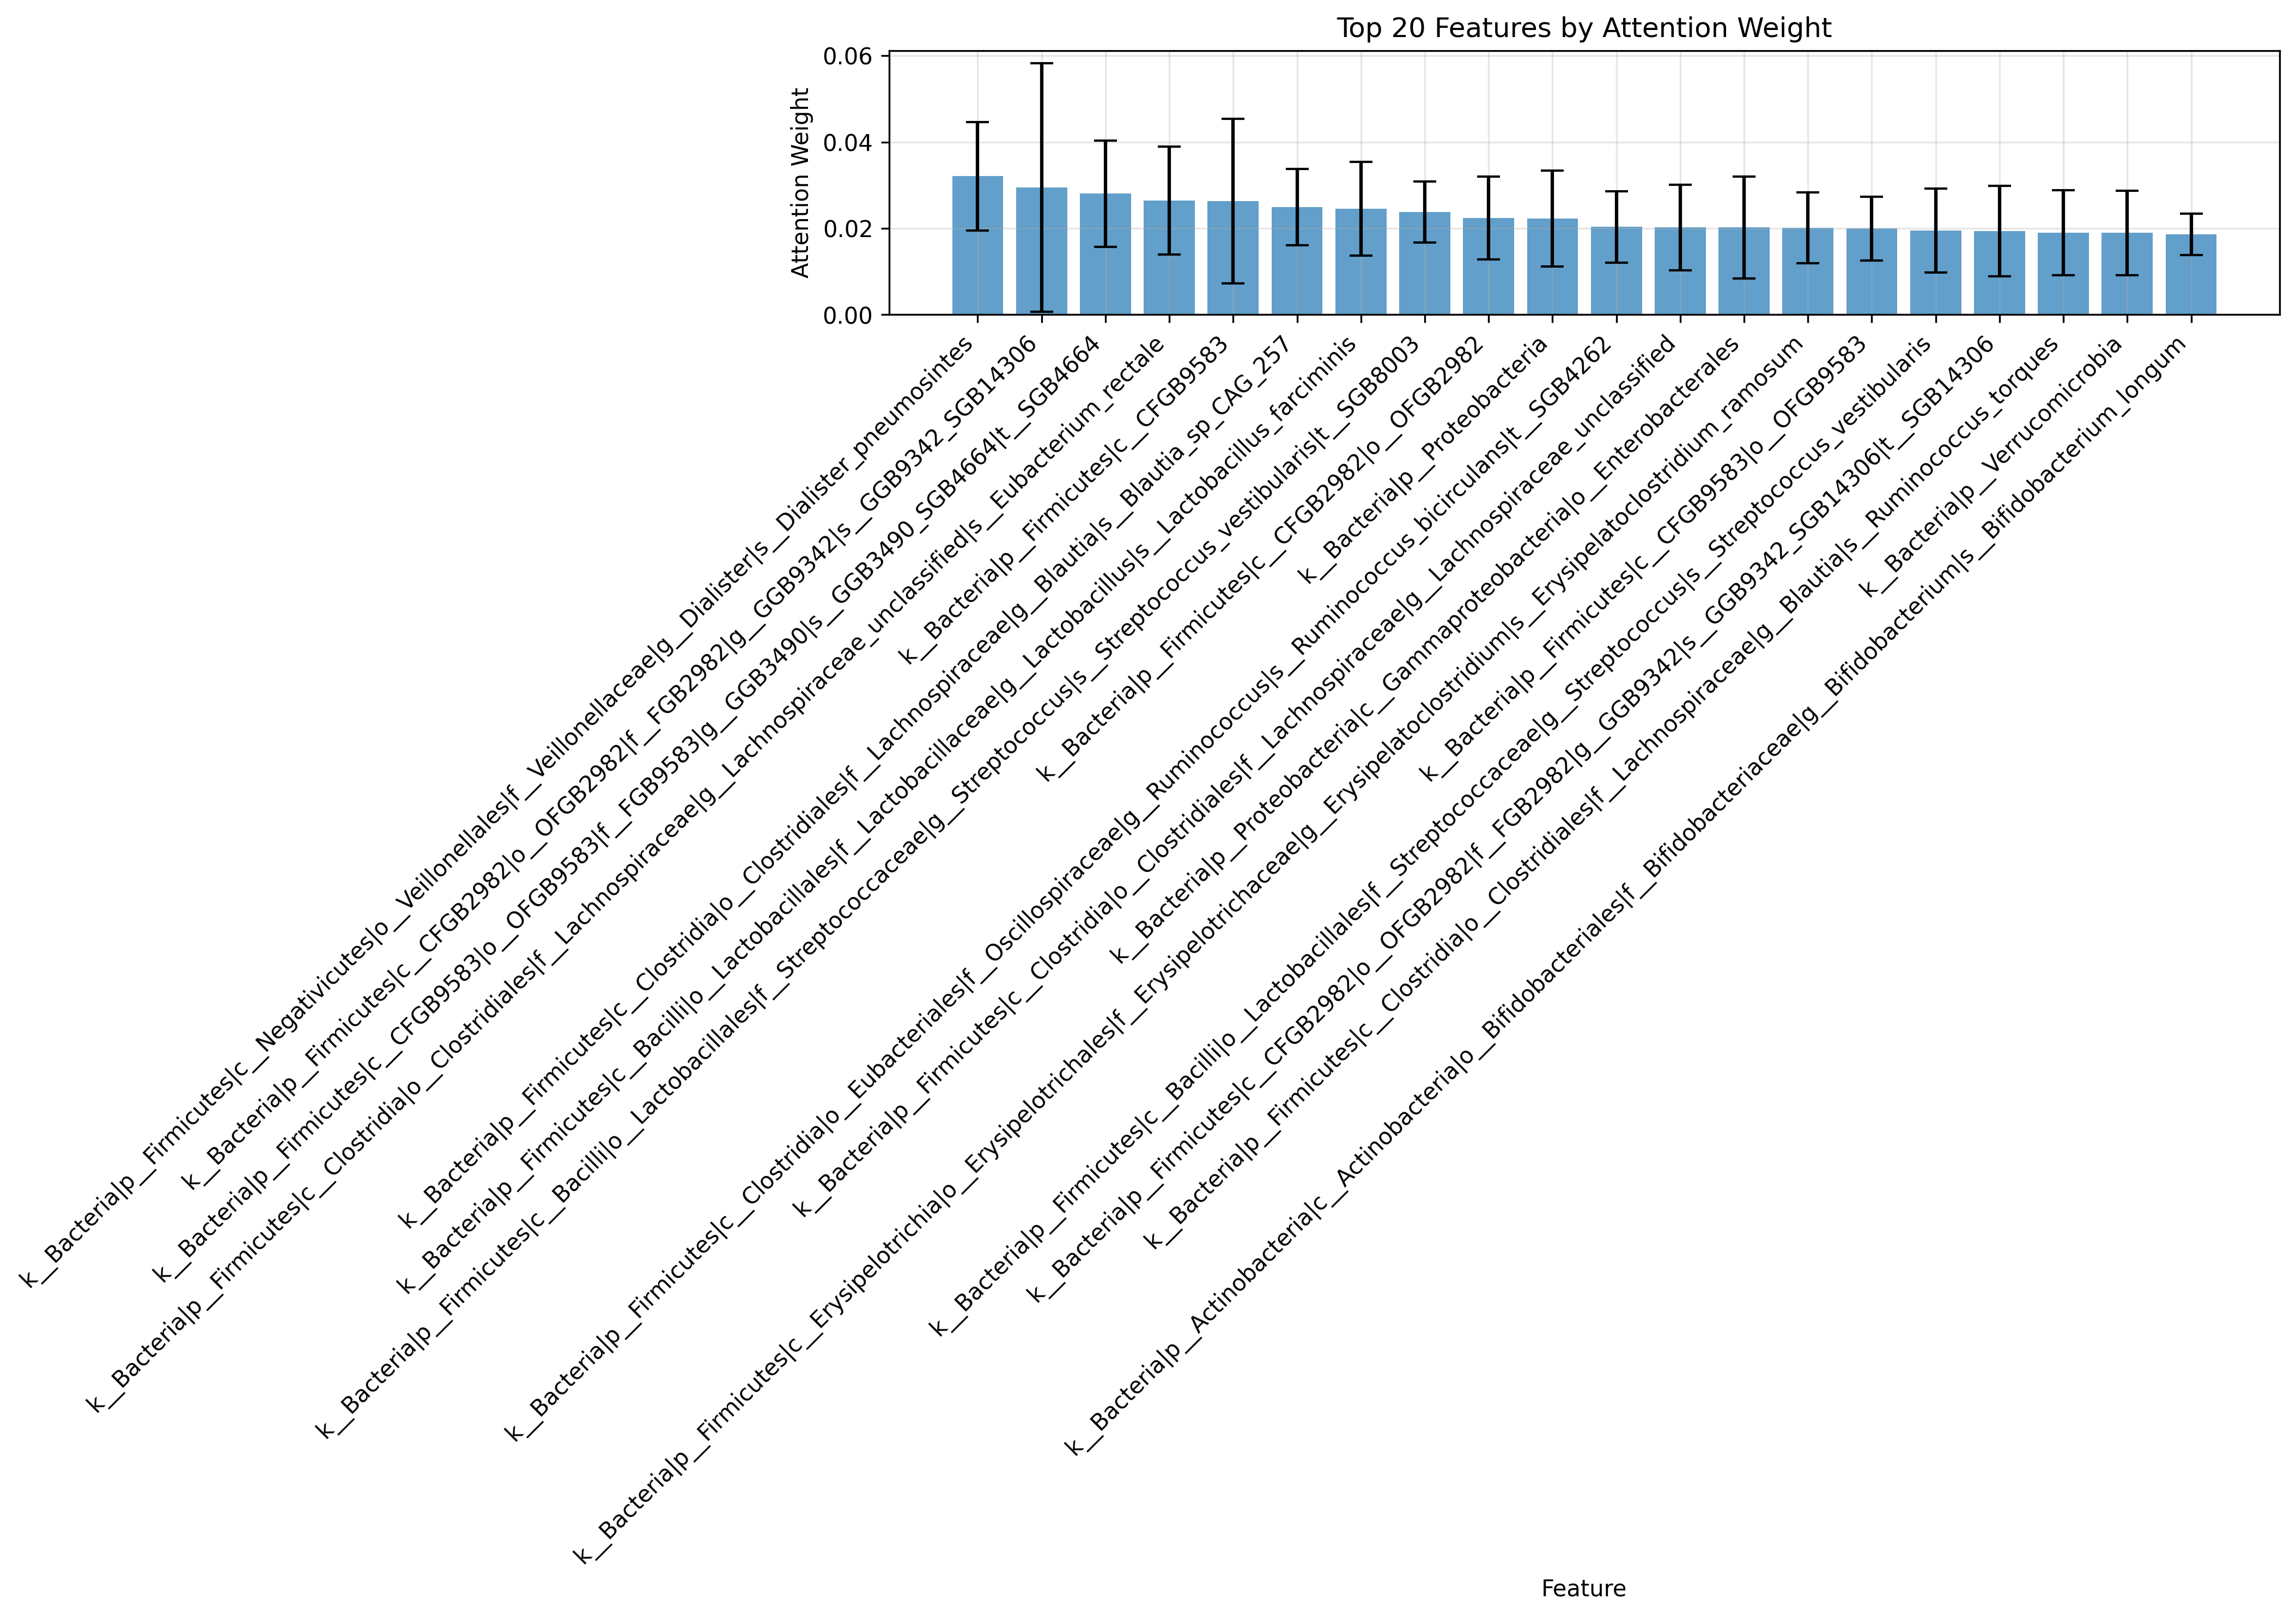 Top 20 Features by Attention Weight
Attention Weight
0.06
0.04
0.02
0.00
k__Bacteria|p__Firmicutes|c__Negativicutes|o__Veillonellales|f__Veillonellaceae|g__Dialister|s__Dialister_pneumosintes
k__Bacteria|p__Firmicutes|c__CFGB2982|o__OFGB2982|f__FGB2982|g__GGB9342|s__GGB9342_SGB14306
k__Bacteria|p__Firmicutes|c__CFGB9583|o__OFGB9583|f__FGB9583|g__GGB3490|s__GGB3490_SGB4664|t__SGB4664
k__Bacteria|p__Firmicutes|c__Clostridia|o__Clostridiales|f__Lachnospiraceae|g__Lachnospiraceae_unclassified|s__Eubacterium_rectale
k__Bacteria|p__Firmicutes|c__CFGB9583
k__Bacteria|p__Firmicutes|c__Clostridia|o__Clostridiales|f__Lachnospiraceae|g__Blautia|s__Blautia_sp_CAG_257
k__Bacteria|p__Firmicutes|c__Bacilli|o__Lactobacillales|f__Lactobacillaceae|g__Lactobacillus|s__Lactobacillus_farciminis
k__Bacteria|p__Firmicutes|c__Bacilli|o__Lactobacillales|f__Streptococcaceae|g__Streptococcus|s__Streptococcus_vestibularis|t__SGB8003
k__Bacteria|p__Firmicutes|c__CFGB2982|o__OFGB2982
k__Bacteria|p__Proteobacteria
k__Bacteria|p__Firmicutes|c__Clostridia|o__Eubacteriales|f__Oscillospiraceae|g__Ruminococcus|s__Ruminococcus_bicirculans|t__SGB4262
k__Bacteria|p__Firmicutes|c__Clostridia|o__Clostridiales|f__Lachnospiraceae|g__Lachnospiraceae_unclassified
k__Bacteria|p__Proteobacteria|c__Gammaproteobacteria|o__Enterobacterales
k__Bacteria|p__Firmicutes|c__Erysipelotrichia|o__Erysipelotrichales|f__Erysipelotrichaceae|g__Erysipelatoclostridium|s__Erysipelatoclostridium_ramosum
k__Bacteria|p__Firmicutes|c__CFGB9583|o__OFGB9583
k__Bacteria|p__Firmicutes|c__Bacilli|o__Lactobacillales|f__Streptococcaceae|g__Streptococcus|s__Streptococcus_vestibularis
k__Bacteria|p__Firmicutes|c__CFGB2982|o__OFGB2982|f__FGB2982|g__GGB9342|s__GGB9342_SGB14306|t__SGB14306
k__Bacteria|p__Firmicutes|c__Clostridia|o__Clostridiales|f__Lachnospiraceae|g__Blautia|s__Ruminococcus_torques
k__Bacteria|p__Verrucomicrobia
k__Bacteria|p__Actinobacteria|c__Actinobacteria|o__Bifidobacteriales|f__Bifidobacteriaceae|g__Bifidobacterium|s__Bifidobacterium_longum
Feature